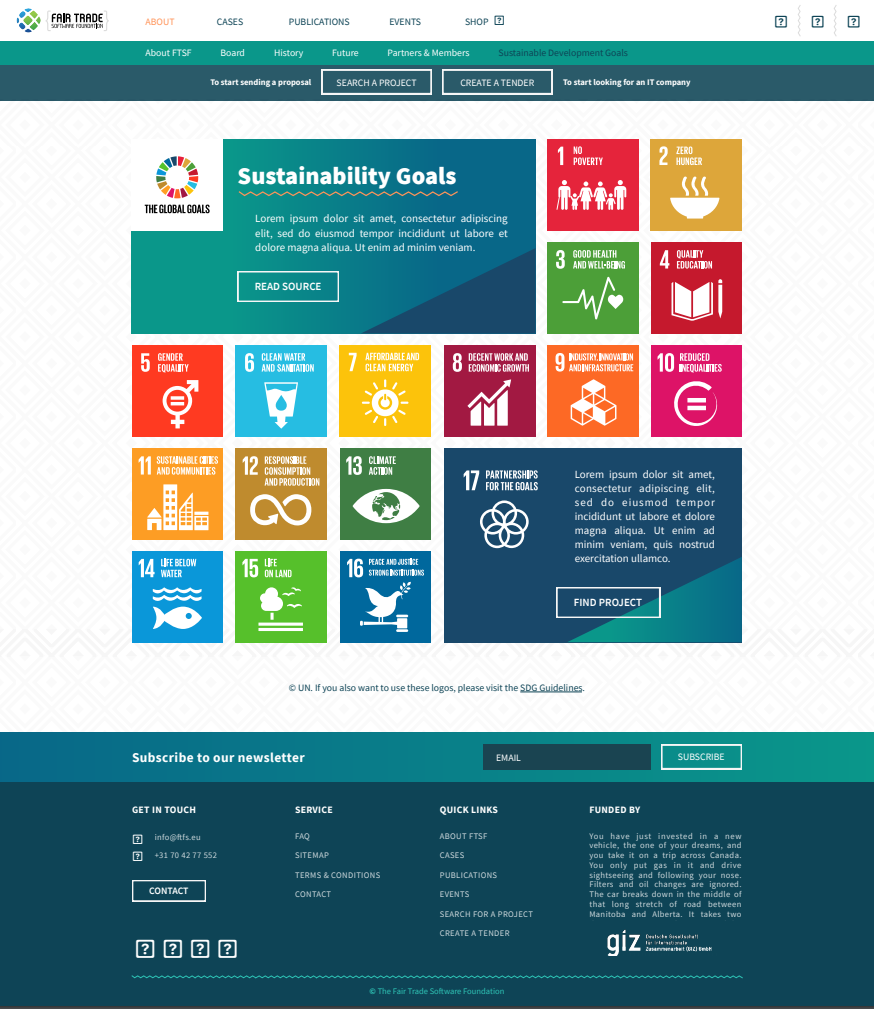 FAIR TRADE
SOFTWARE FOUNDATION
ABOUT
CASES
PUBLICATIONS
EVENTS
SHOP
About FTSF
Board
History
Future
Partners & Members
Sustainable Development Goals
To start sending a proposal
SEARCH A PROJECT
CREATE A TENDER
To start looking for an IT company
THE GLOBAL GOALS
Sustainability Goals
Lorem ipsum dolor sit amet, consectetur adipiscing
elit, sed do eiusmod tempor incididunt ut labore et
dolore magna aliqua. Ut enim ad minim veniam.
READ SOURCE
1 NO
POVERTY
2 ZERO
HUNGER
3 GOOD HEALTH
AND WELL-BEING
4 QUALITY
EDUCATION
5 GENDER
EQUALITY
6 CLEAN WATER
AND SANITATION
7 AFFORDABLE AND
CLEAN ENERGY
8 DECENT WORK AND
ECONOMIC GROWTH
9 INDUSTRY, INNOVATION
AND INFRASTRUCTURE
10 REDUCED
INEQUALITIES
11 SUSTAINABLE CITIES
AND COMMUNITIES
12 RESPONSIBLE
CONSUMPTION
AND PRODUCTION
13 CLIMATE
ACTION
14 LIFE BELOW
WATER
15 LIFE
ON LAND
16 PEACE AND JUSTICE
STRONG INSTITUTIONS
17 PARTNERSHIPS
FOR THE GOALS
Lorem ipsum dolor sit amet,
consectetur adipiscing elit,
sed do eiusmod tempor
incididunt ut labore et dolore
magna aliqua. Ut enim ad
minim veniam, quis nostrud
exercitation ullamco.
FIND PROJECT
© UN. If you also want to use these logos, please visit the SDG Guidelines.
Subscribe to our newsletter
EMAIL
SUBSCRIBE
GET IN TOUCH
info@ftfs.eu
+31 70 42 77 552
CONTACT
SERVICE
FAQ
SITEMAP
TERMS & CONDITIONS
CONTACT
QUICK LINKS
ABOUT FTSF
CASES
PUBLICATIONS
EVENTS
SEARCH FOR A PROJECT
CREATE A TENDER
FUNDED BY
You have just invested in a new
vehicle, the one of your dreams, and
you take it on a trip across Canada.
You only put gas in it and drive
sightseeing and following your nose.
Filters and oil changes are ignored.
The car breaks down in the middle of
that long stretch of road between
Manitoba and Alberta. It takes two
giz
Deutsche Gesellschaft
für Internationale
Zusammenarbeit (GIZ) GmbH
© The Fair Trade Software Foundation